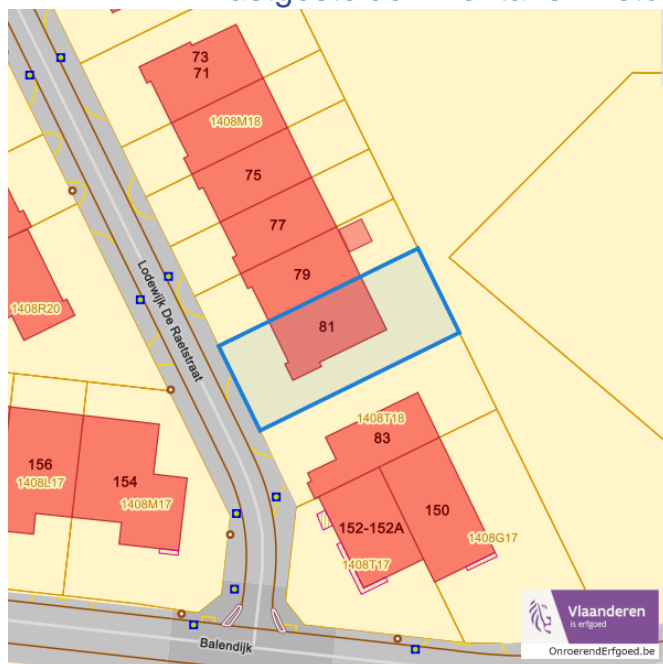 73
71
1408M18
75
77
79
81
Lodewijk De Raetstraat
1408R20
1408T18
83
156
1408L17
154
1408M17
152-152A
150
1408G17
1408T17
Vlaanderen
is erfgoed
OnroerendErfgoed.be
Balendijk